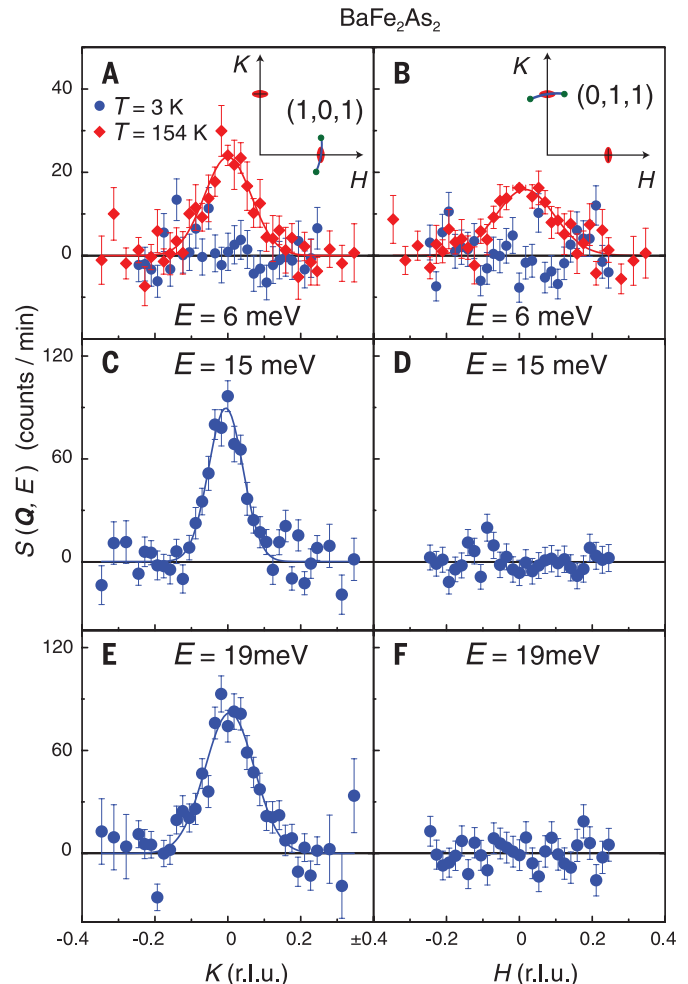 BaFe₂As₂
A
T = 3 K
T = 154 K
K
(1,0,1)
H
E = 6 meV
B
K
(0,1,1)
H
E = 6 meV
40
20
0
C
E = 15 meV
D
E = 15 meV
120
60
0
E
E = 19meV
F
E = 19meV
120
60
0
S (Q, E) (counts / min)
-0.4
-0.2
0
0.2
±0.4
-0.2
0
0.2
0.4
K (r.l.u.)
H (r.l.u.)